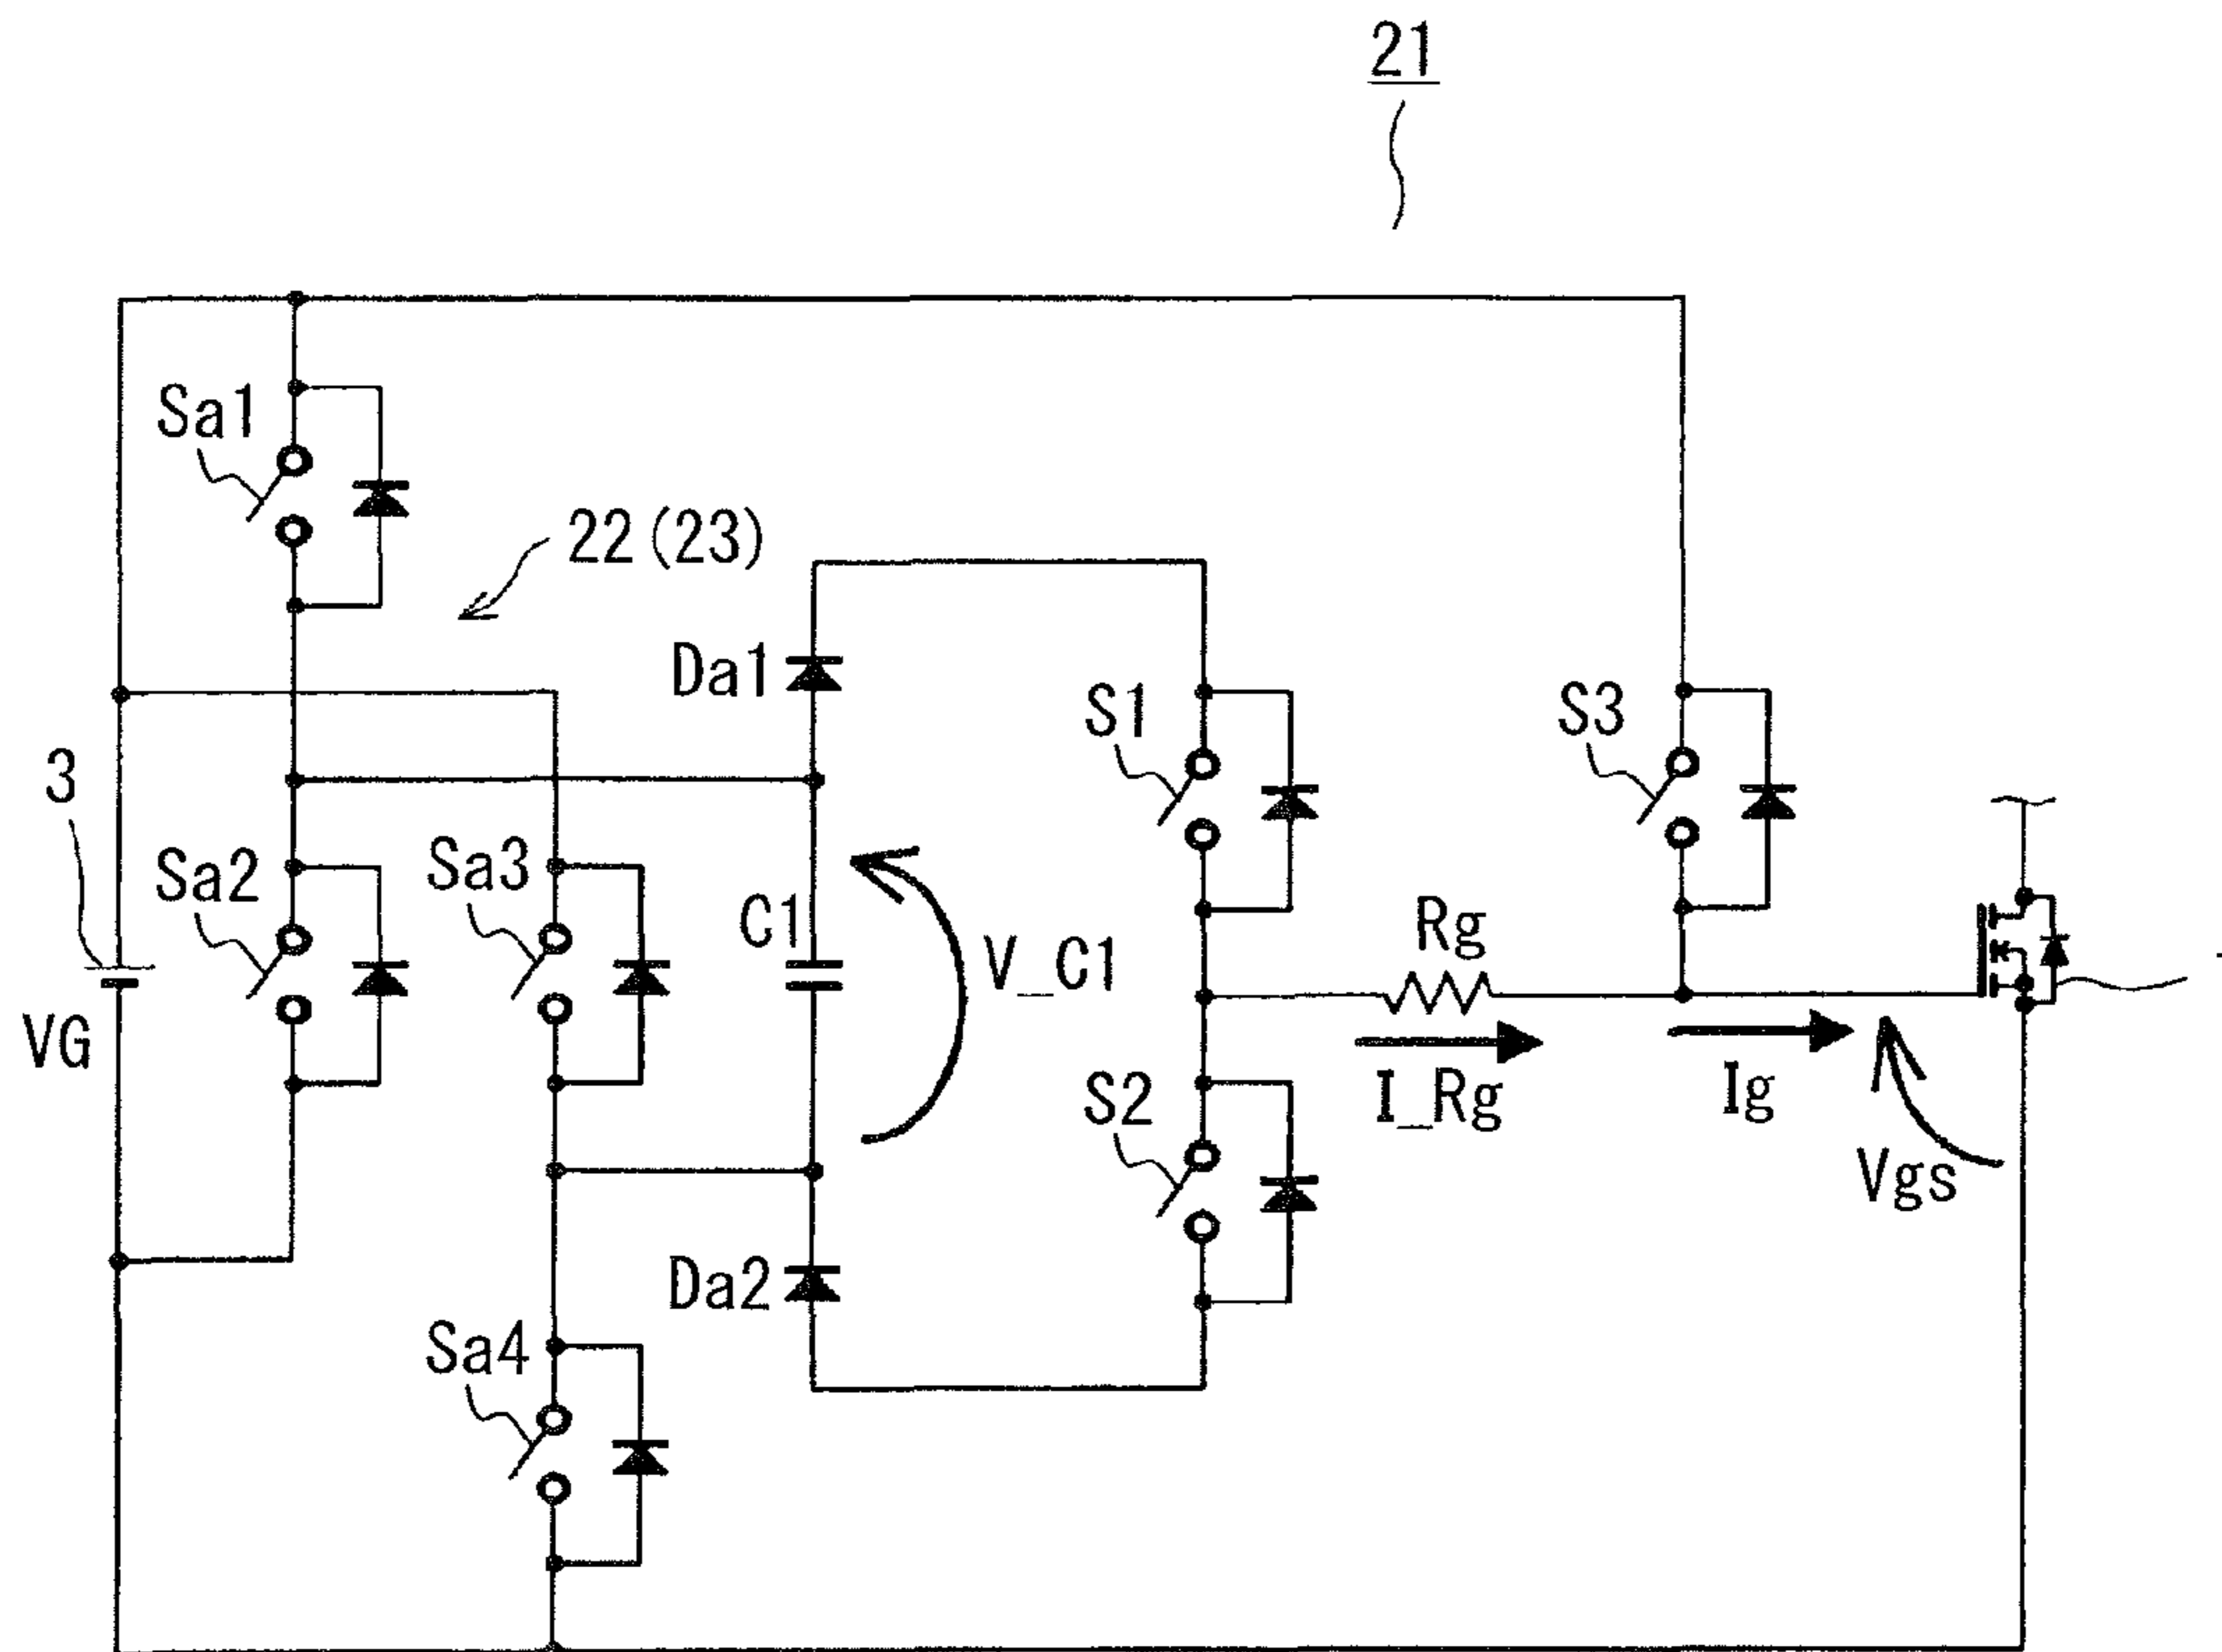 21
Sa1
22(23)
Da1
S1
S3
3
Sa2
Sa3
C1
V_C1
Rg
VG
S2
I_Rg
Ig
Vgs
Da2
Sa4